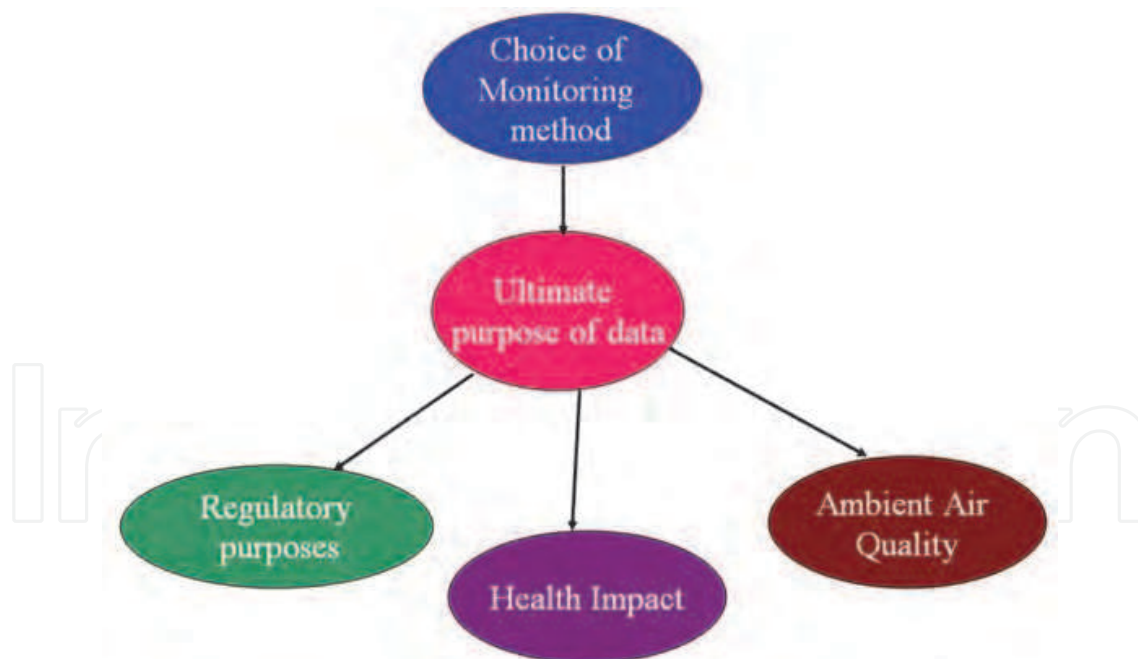 Choice of
Monitoring
method
Ultimate
purpose of data
Regulatory
purposes
Health Impact
Ambient Air
Quality